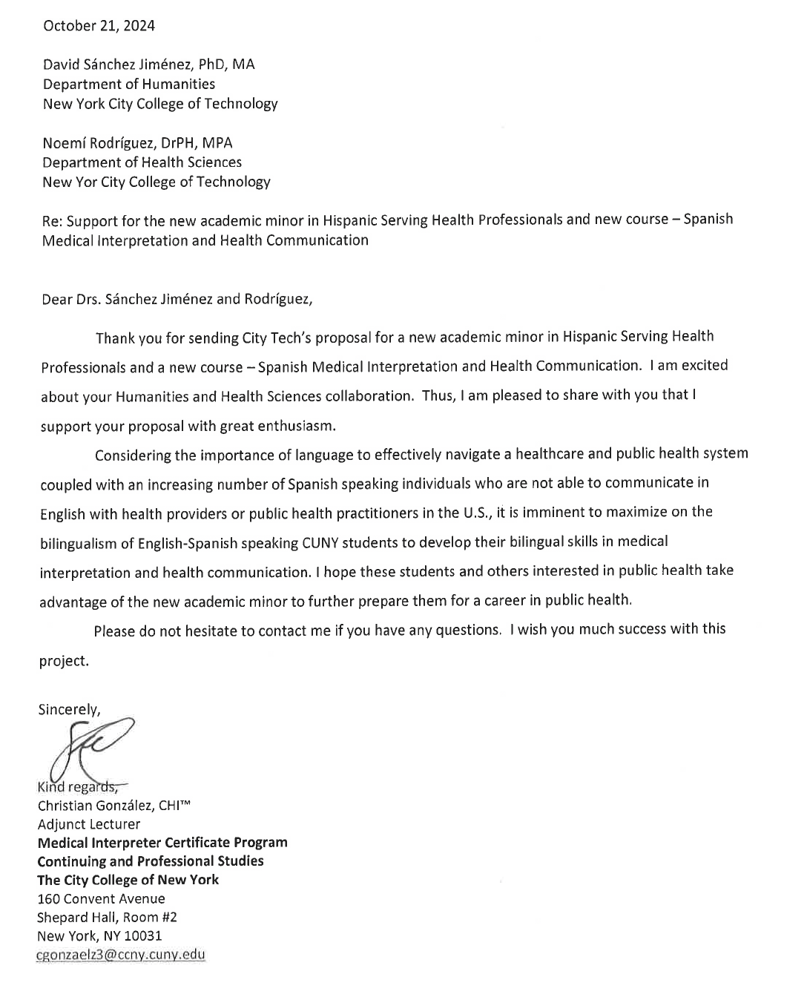 October 21, 2024
David Sánchez Jiménez, PhD, MA
Department of Humanities
New York City College of Technology
Noemí Rodríguez, DrPH, MPA
Department of Health Sciences
New Yor City College of Technology
Re: Support for the new academic minor in Hispanic Serving Health Professionals and new course – Spanish
Medical Interpretation and Health Communication
Dear Drs. Sánchez Jiménez and Rodríguez,
Thank you for sending City Tech's proposal for a new academic minor in Hispanic Serving Health
Professionals and a new course – Spanish Medical Interpretation and Health Communication.  I am excited
about your Humanities and Health Sciences collaboration.  Thus, I am pleased to share with you that I
support your proposal with great enthusiasm.
Considering the importance of language to effectively navigate a healthcare and public health system
coupled with an increasing number of Spanish speaking individuals who are not able to communicate in
English with health providers or public health practitioners in the U.S., it is imminent to maximize on the
bilingualism of English-Spanish speaking CUNY students to develop their bilingual skills in medical
interpretation and health communication. I hope these students and others interested in public health take
advantage of the new academic minor to further prepare them for a career in public health.
Please do not hesitate to contact me if you have any questions.  I wish you much success with this
project.
Sincerely,
Kind regards,
Christian González, CHI™
Adjunct Lecturer
Medical Interpreter Certificate Program
Continuing and Professional Studies
The City College of New York
160 Convent Avenue
Shepard Hall, Room #2
New York, NY 10031
cgonzaelz3@ccny.cuny.edu